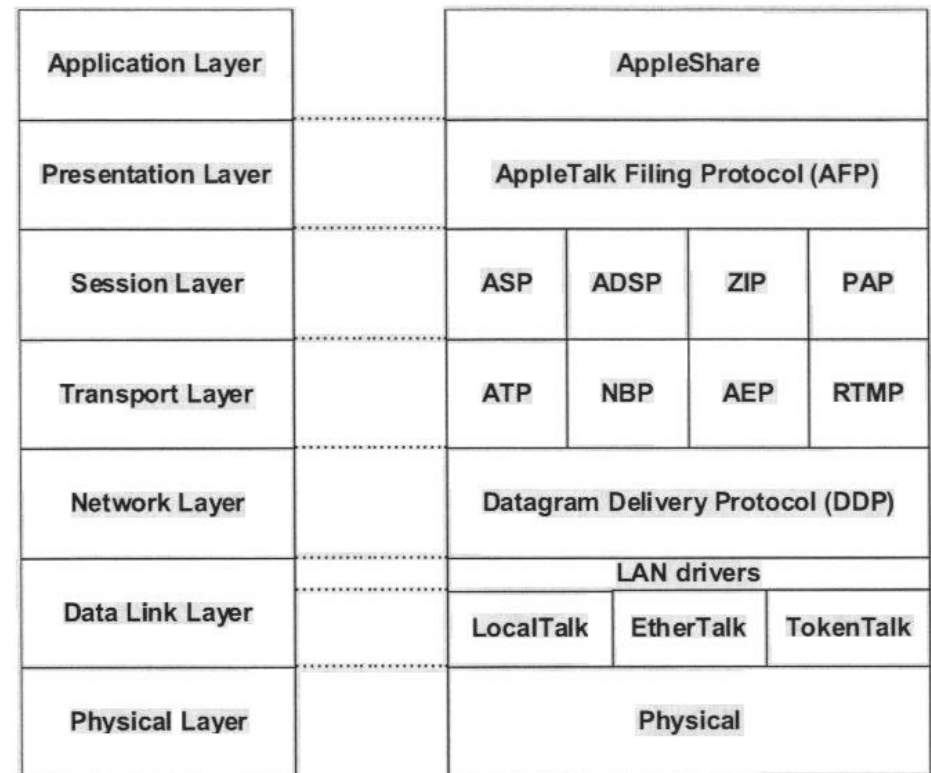 Application Layer
AppleShare
Presentation Layer
AppleTalk Filing Protocol (AFP)
Session Layer
ASP
ADSP
ZIP
PAP
Transport Layer
ATP
NBP
AEP
RTMP
Network Layer
Datagram Delivery Protocol (DDP)
LAN drivers
Data Link Layer
LocalTalk
EtherTalk
TokenTalk
Physical Layer
Physical